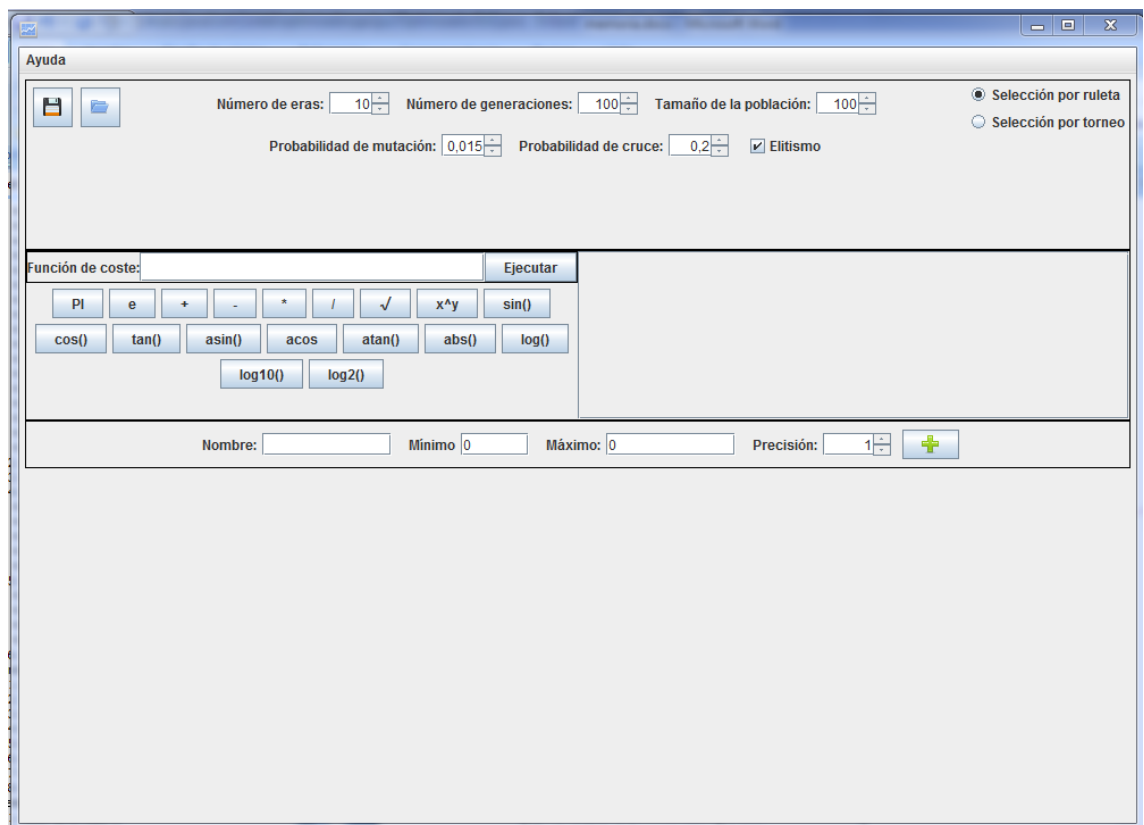 Ayuda
Número de eras: 10 Número de generaciones: 100 Tamaño de la población: 100
Selección por ruleta
Selección por torneo
Probabilidad de mutación: 0,015 Probabilidad de cruce: 0,2 Elitismo
Función de coste: Ejecutar
PI e + - * / √ x^y sin()
cos() tan() asin() acos atan() abs() log()
log10() log2()
Nombre: Mínimo 0 Máximo: 0 Precisión: 1